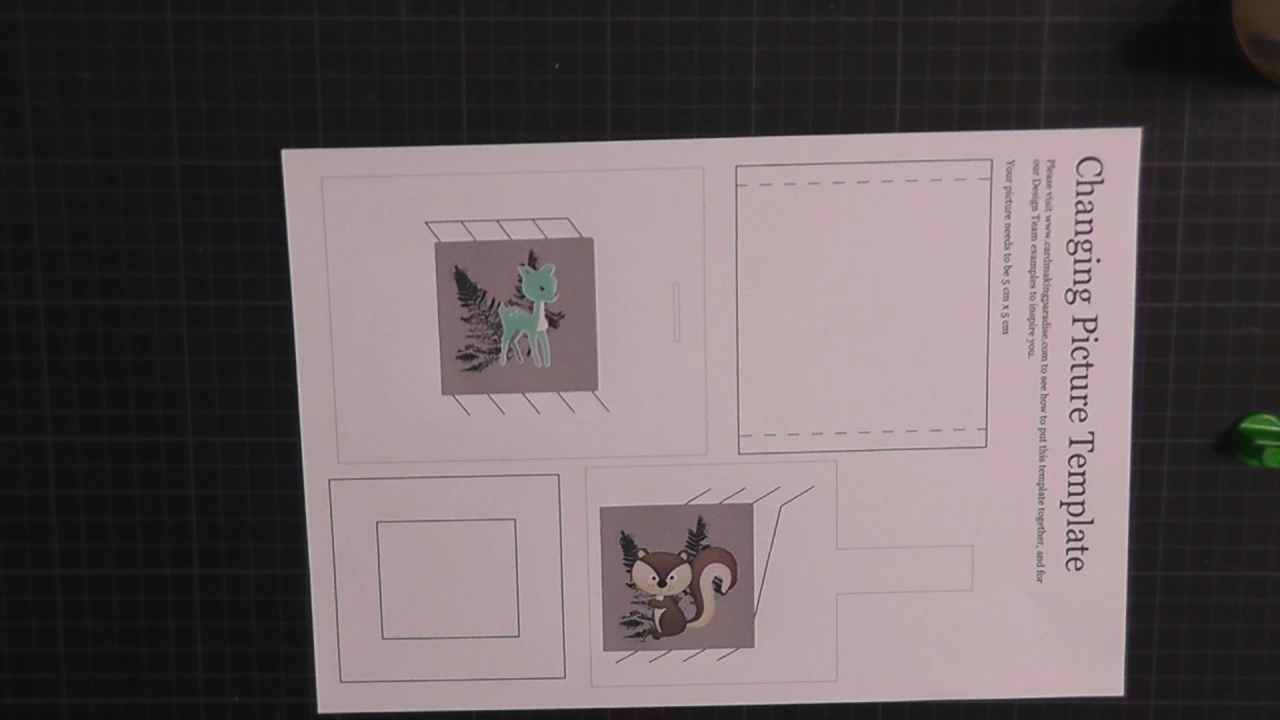 Changing Picture Template
Please visit www.cardmakingparadise.com to see how to put this template together, and for
our Design Team examples to inspire you.
Your picture needs to be 5 cm x 5 cm